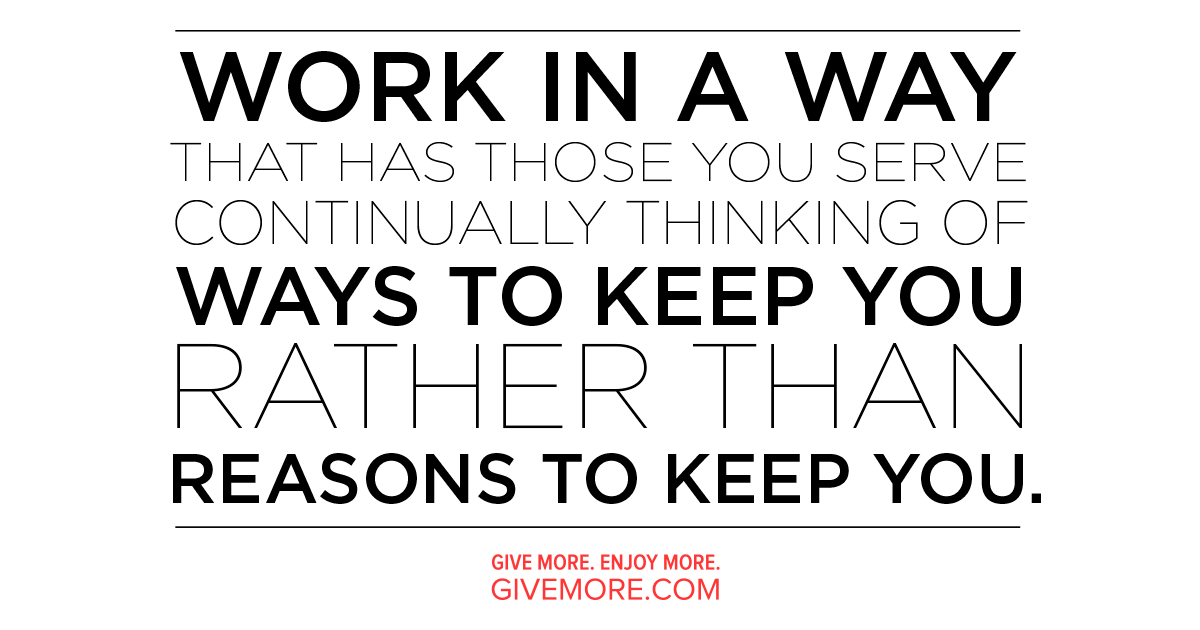 WORK IN A WAY
THAT HAS THOSE YOU SERVE
CONTINUALLY THINKING OF
WAYS TO KEEP YOU
RATHER THAN
REASONS TO KEEP YOU.
GIVE MORE. ENJOY MORE.
GIVEMORE.COM